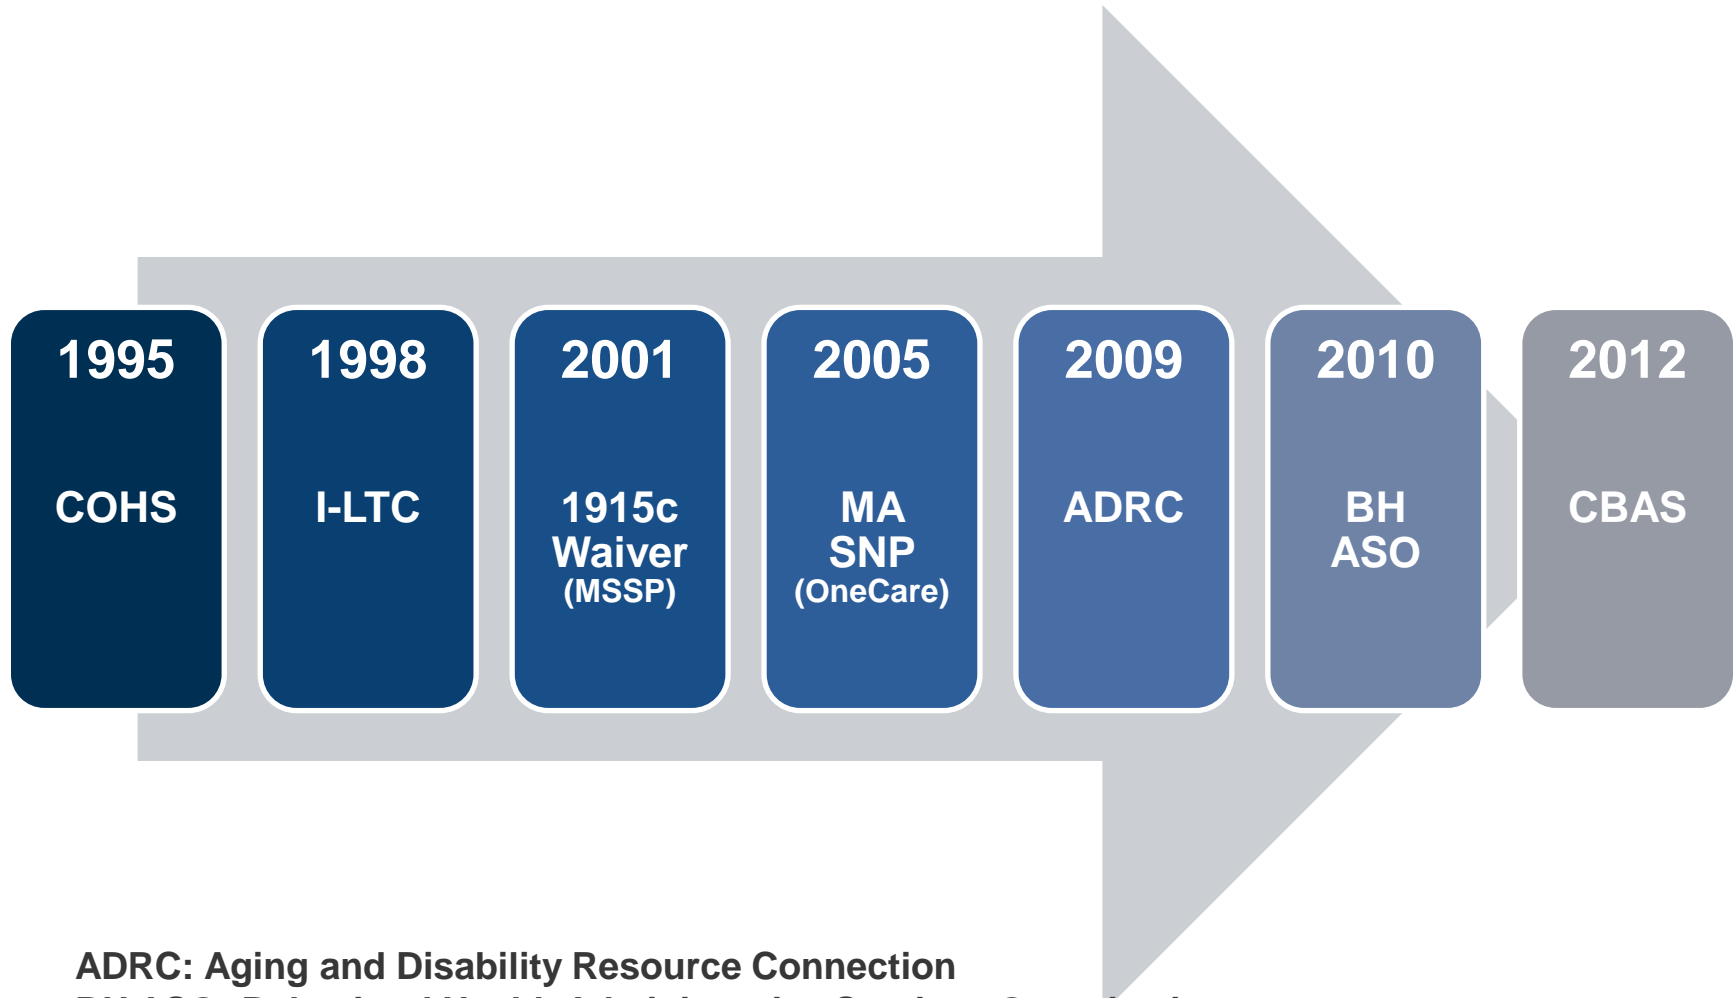 1995
COHS
1998
I-LTC
2001
1915c
Waiver
(MSSP)
2005
MA
SNP
(OneCare)
2009
ADRC
2010
BH
ASO
2012
CBAS
ADRC: Aging and Disability Resource Connection